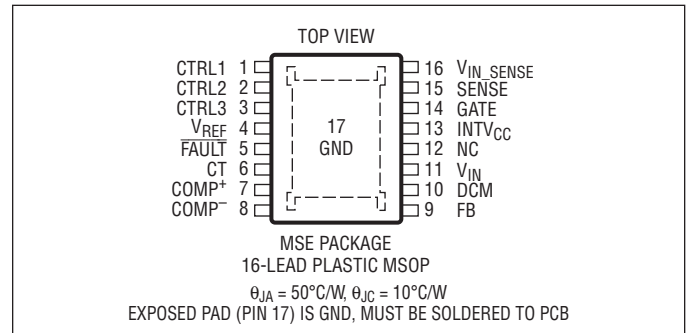 TOP VIEW
CTRL1 1
CTRL2 2
CTRL3 3
VREF 4
FAULT 5
CT 6
COMP+ 7
COMP– 8
17
GND
16 VIN_SENSE
15 SENSE
14 GATE
13 INTVCC
12 NC
11 VIN
10 DCM
9 FB
MSE PACKAGE
16-LEAD PLASTIC MSOP
θJA = 50°C/W, θJC = 10°C/W
EXPOSED PAD (PIN 17) IS GND, MUST BE SOLDERED TO PCB